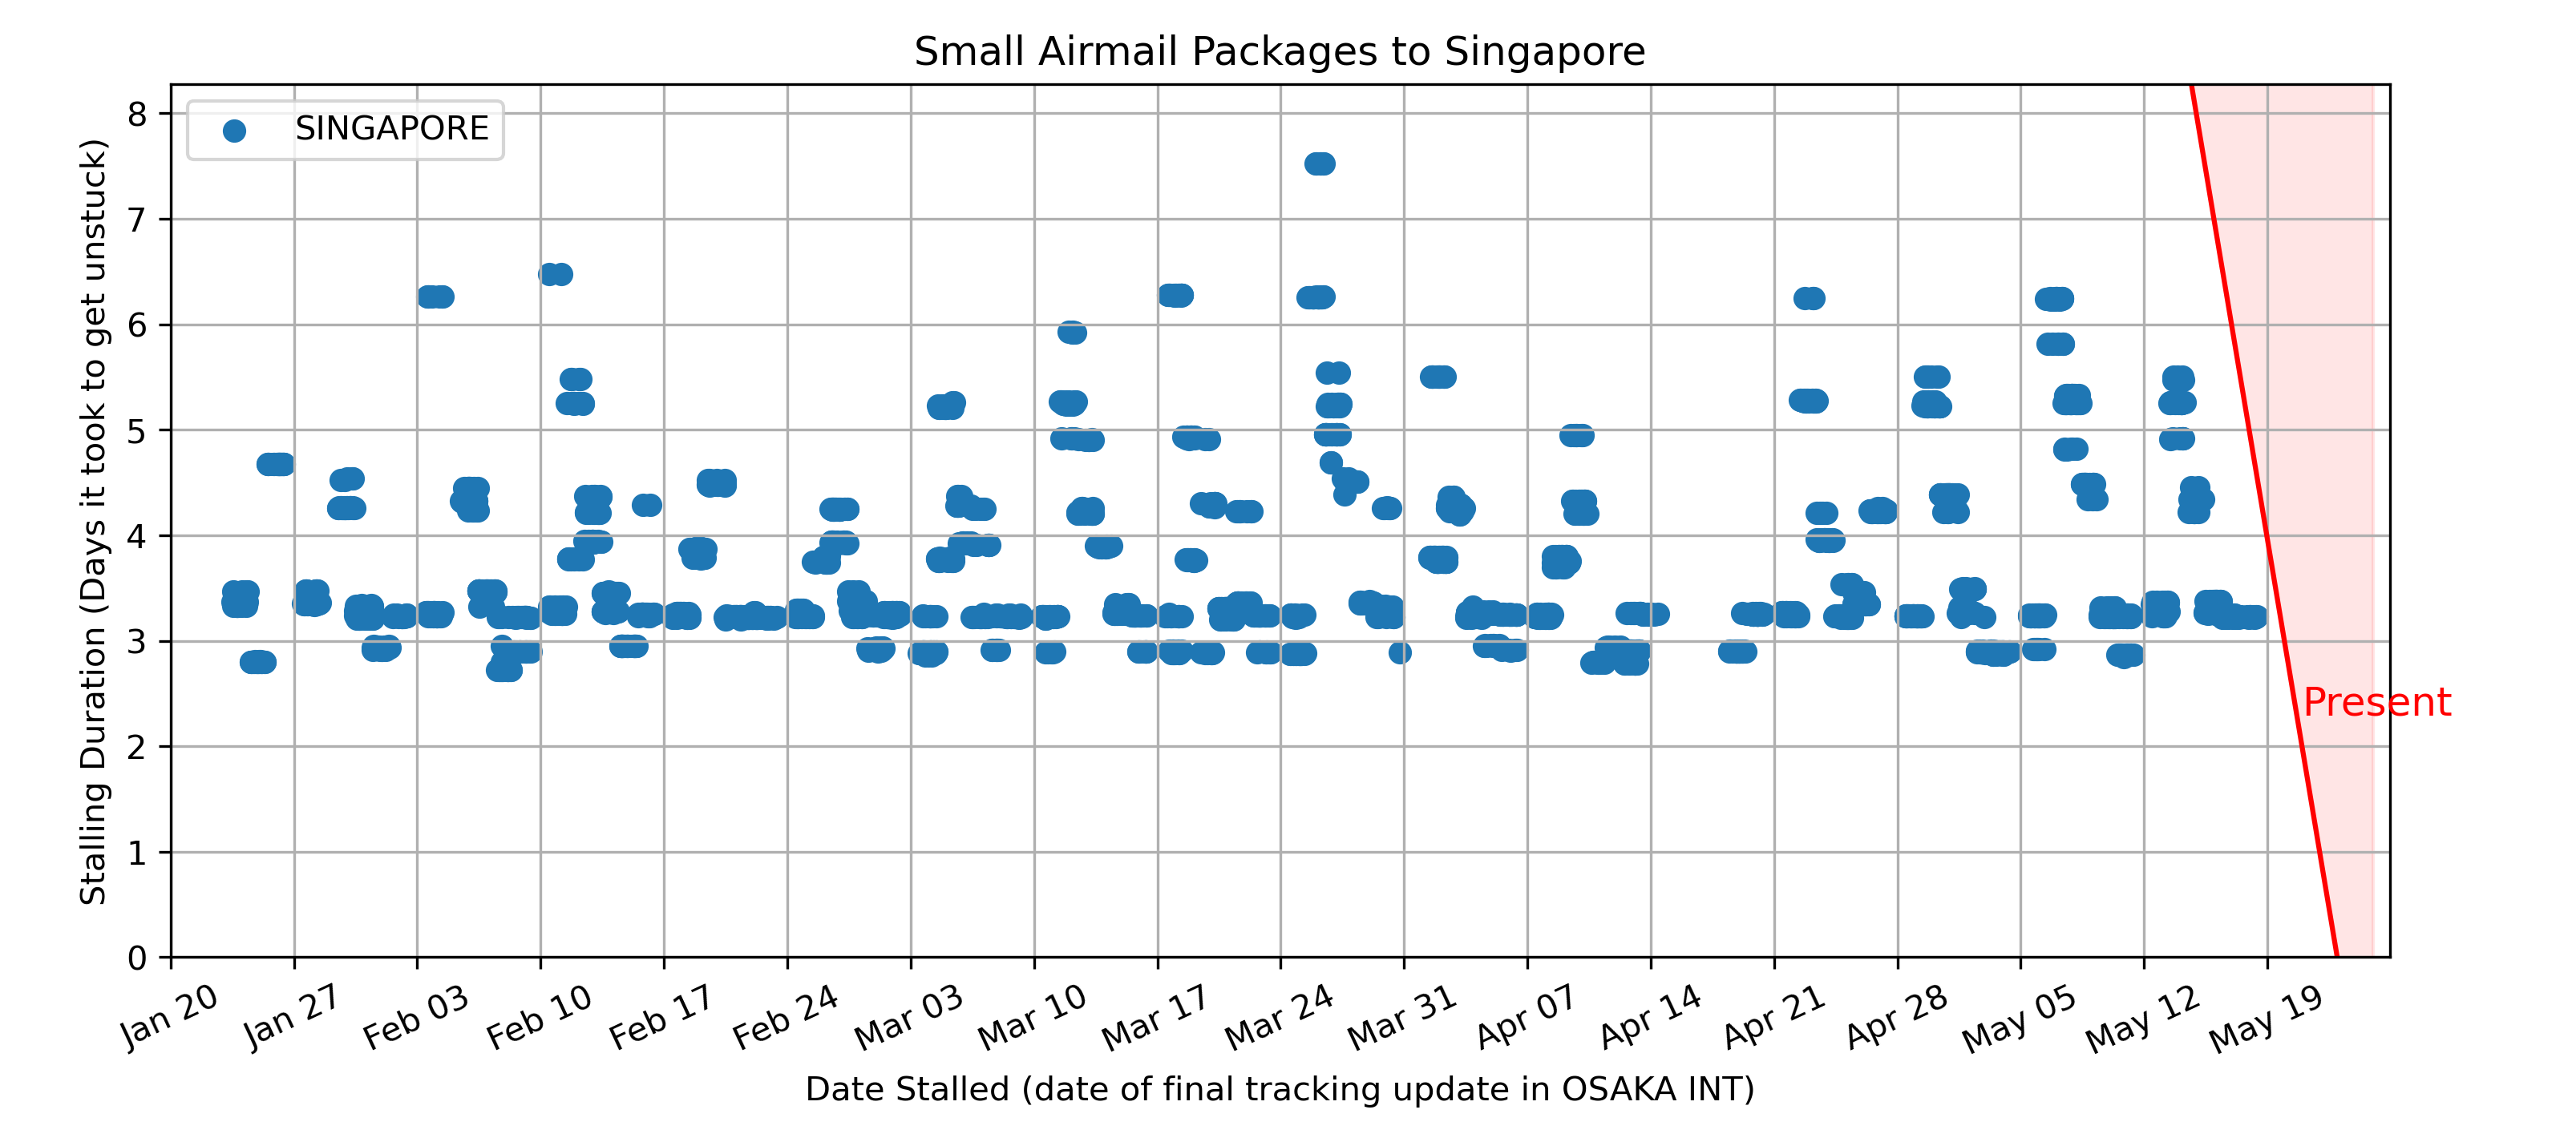 Small Airmail Packages to Singapore
SINGAPORE
Stalling Duration (Days it took to get unstuck)
8
7
6
5
4
3
2
1
0
Present
Jan 20
Jan 27
Feb 03
Feb 10
Feb 17
Feb 24
Mar 03
Mar 10
Mar 17
Mar 24
Mar 31
Apr 07
Apr 14
Apr 21
Apr 28
May 05
May 12
May 19
Date Stalled (date of final tracking update in OSAKA INT)